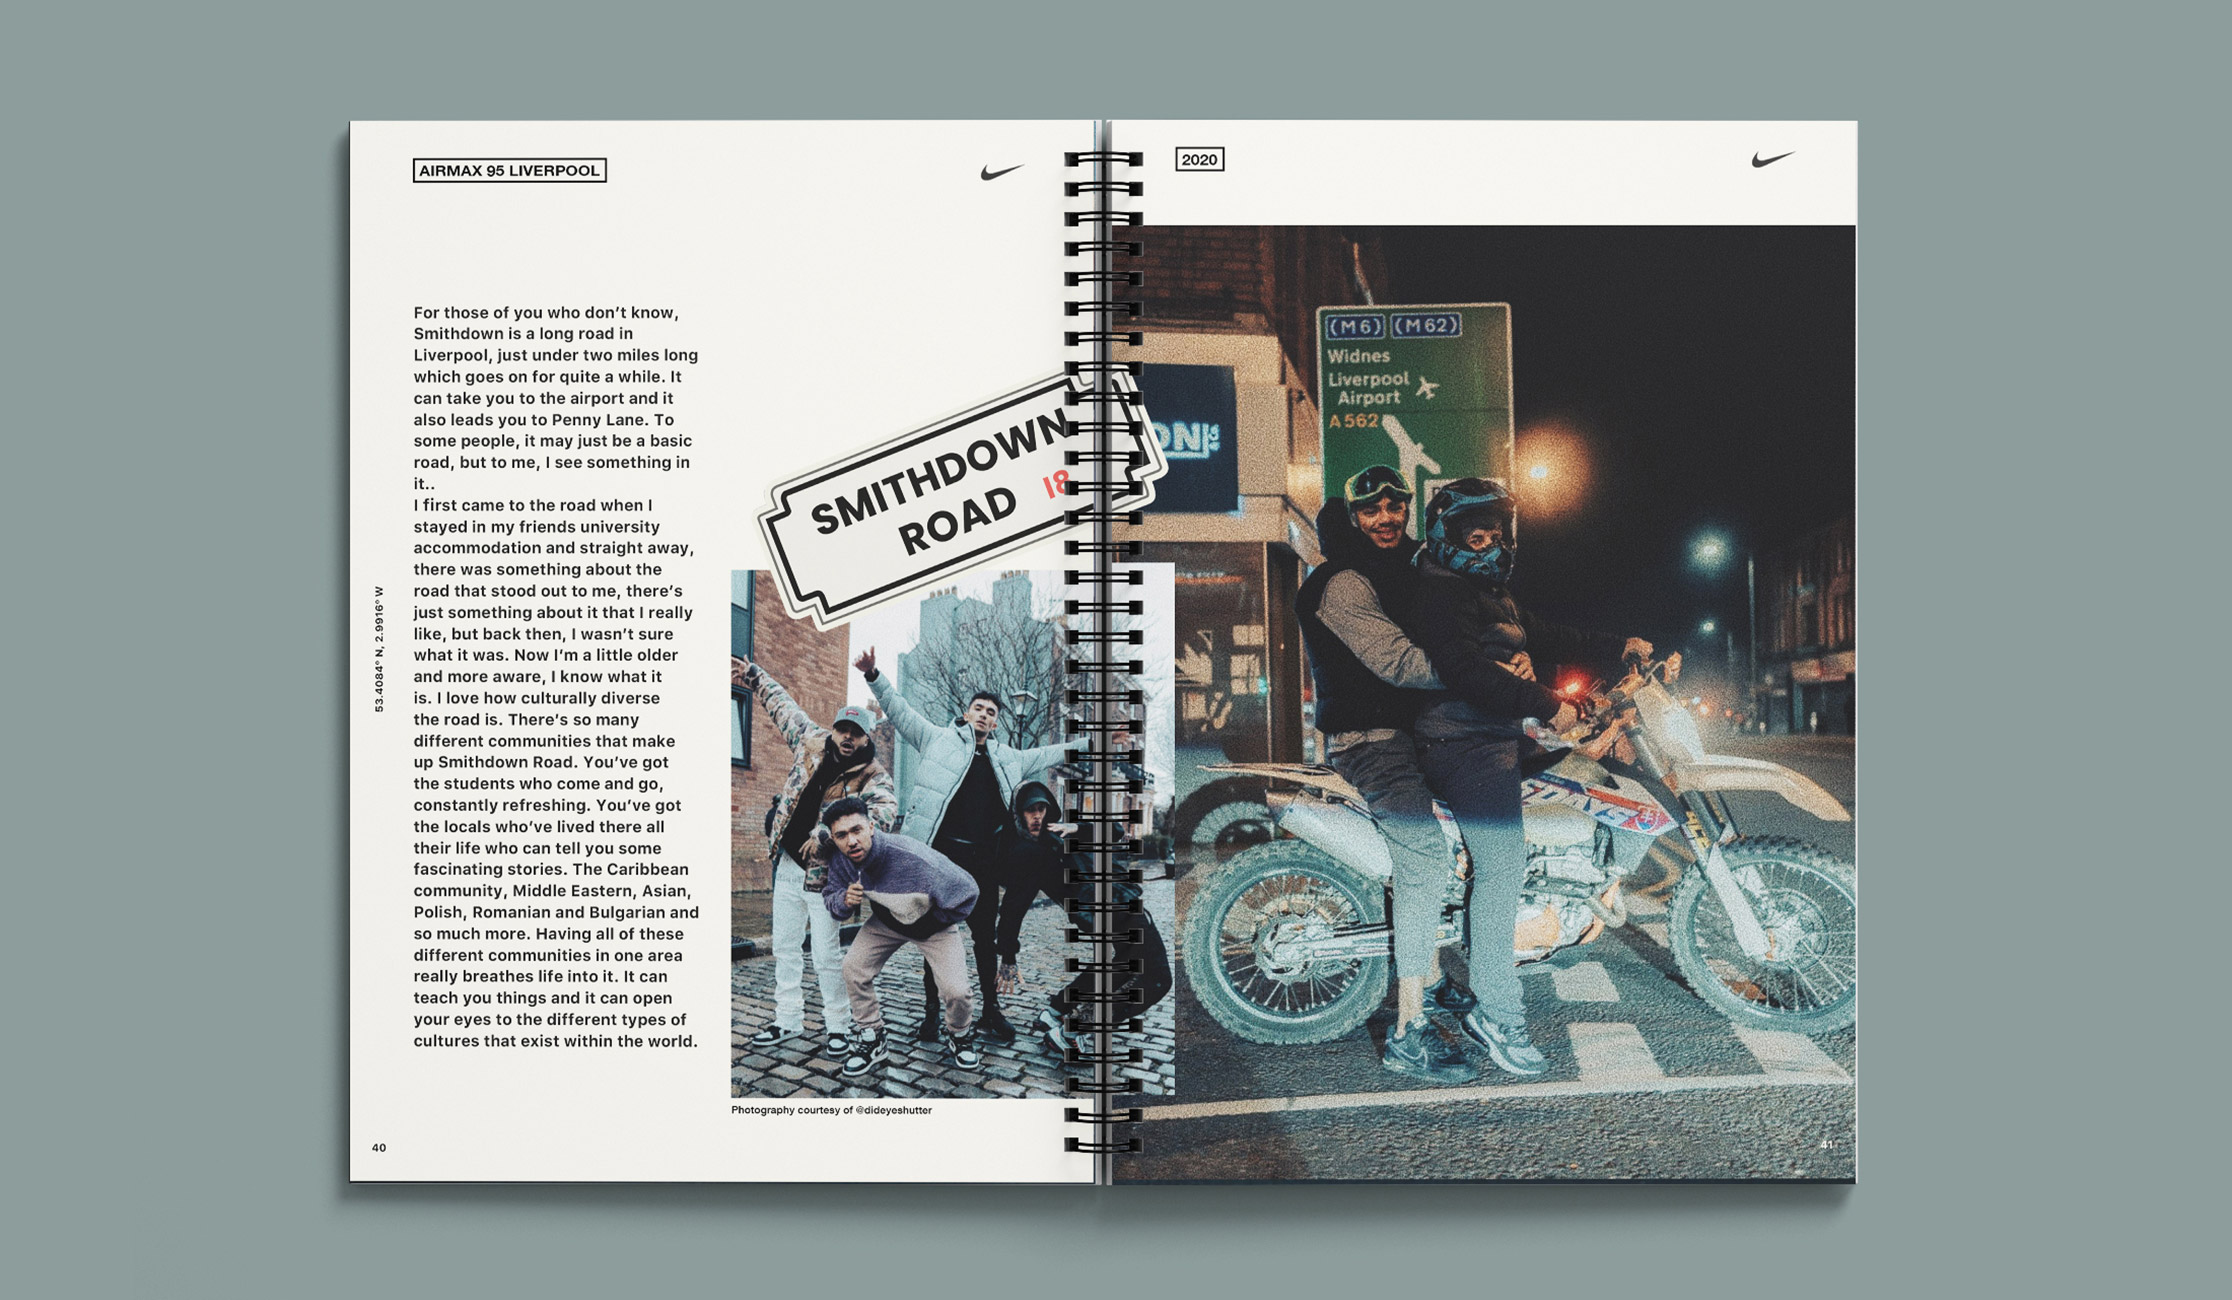 AIRMAX 95 LIVERPOOL
For those of you who don’t know,
Smithdown is a long road in
Liverpool, just under two miles long
which goes on for quite a while. It
can take you to the airport and it
also leads you to Penny Lane. To
some people, it may just be a basic
road, but to me, I see something in
it..
I first came to the road when I
stayed in my friends university
accommodation and straight away,
there was something about the
road that stood out to me, there’s
just something about it that I really
like, but back then, I wasn’t sure
what it was. Now I’m a little older
and more aware, I know what it
is. I love how culturally diverse
the road is. There’s so many
different communities that make
up Smithdown Road. You’ve got
the students who come and go,
constantly refreshing. You’ve got
the locals who’ve lived there all
their life who can tell you some
fascinating stories. The Caribbean
community, Middle Eastern, Asian,
Polish, Romanian and Bulgarian and
so much more. Having all of these
different communities in one area
really breathes life into it. It can
teach you things and it can open
your eyes to the different types of
cultures that exist within the world.
53.4084° N, 2.9916° W
SMITHDOWN
ROAD 18
Photography courtesy of @dideyeshutter
40
2020
(M6) (M62)
Widnes
Liverpool
Airport
A562
41